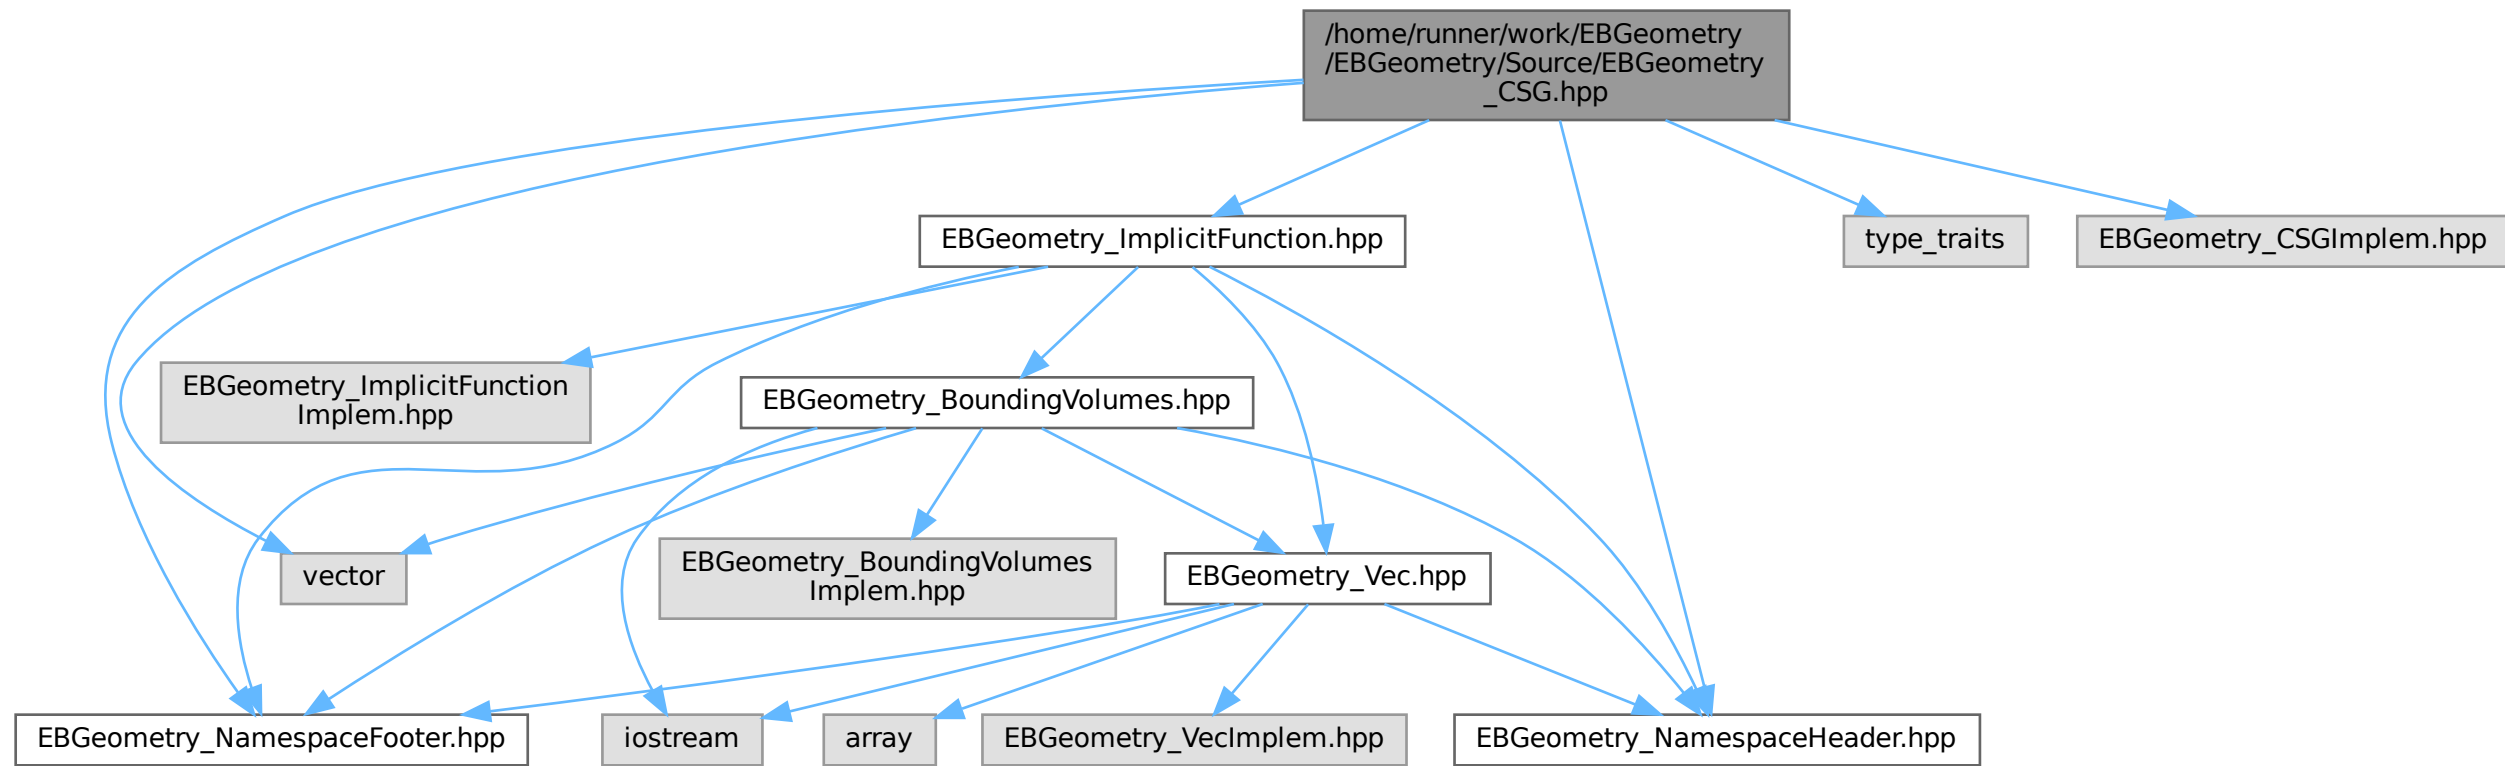 /home/runner/work/EBGeometry
/EBGeometry/Source/EBGeometry
_CSG.hpp
EBGeometry_ImplicitFunction.hpp
type_traits
EBGeometry_CSGImplem.hpp
EBGeometry_ImplicitFunction
Implem.hpp
EBGeometry_BoundingVolumes.hpp
vector
EBGeometry_BoundingVolumes
Implem.hpp
EBGeometry_Vec.hpp
EBGeometry_NamespaceFooter.hpp
iostream
array
EBGeometry_VecImplem.hpp
EBGeometry_NamespaceHeader.hpp